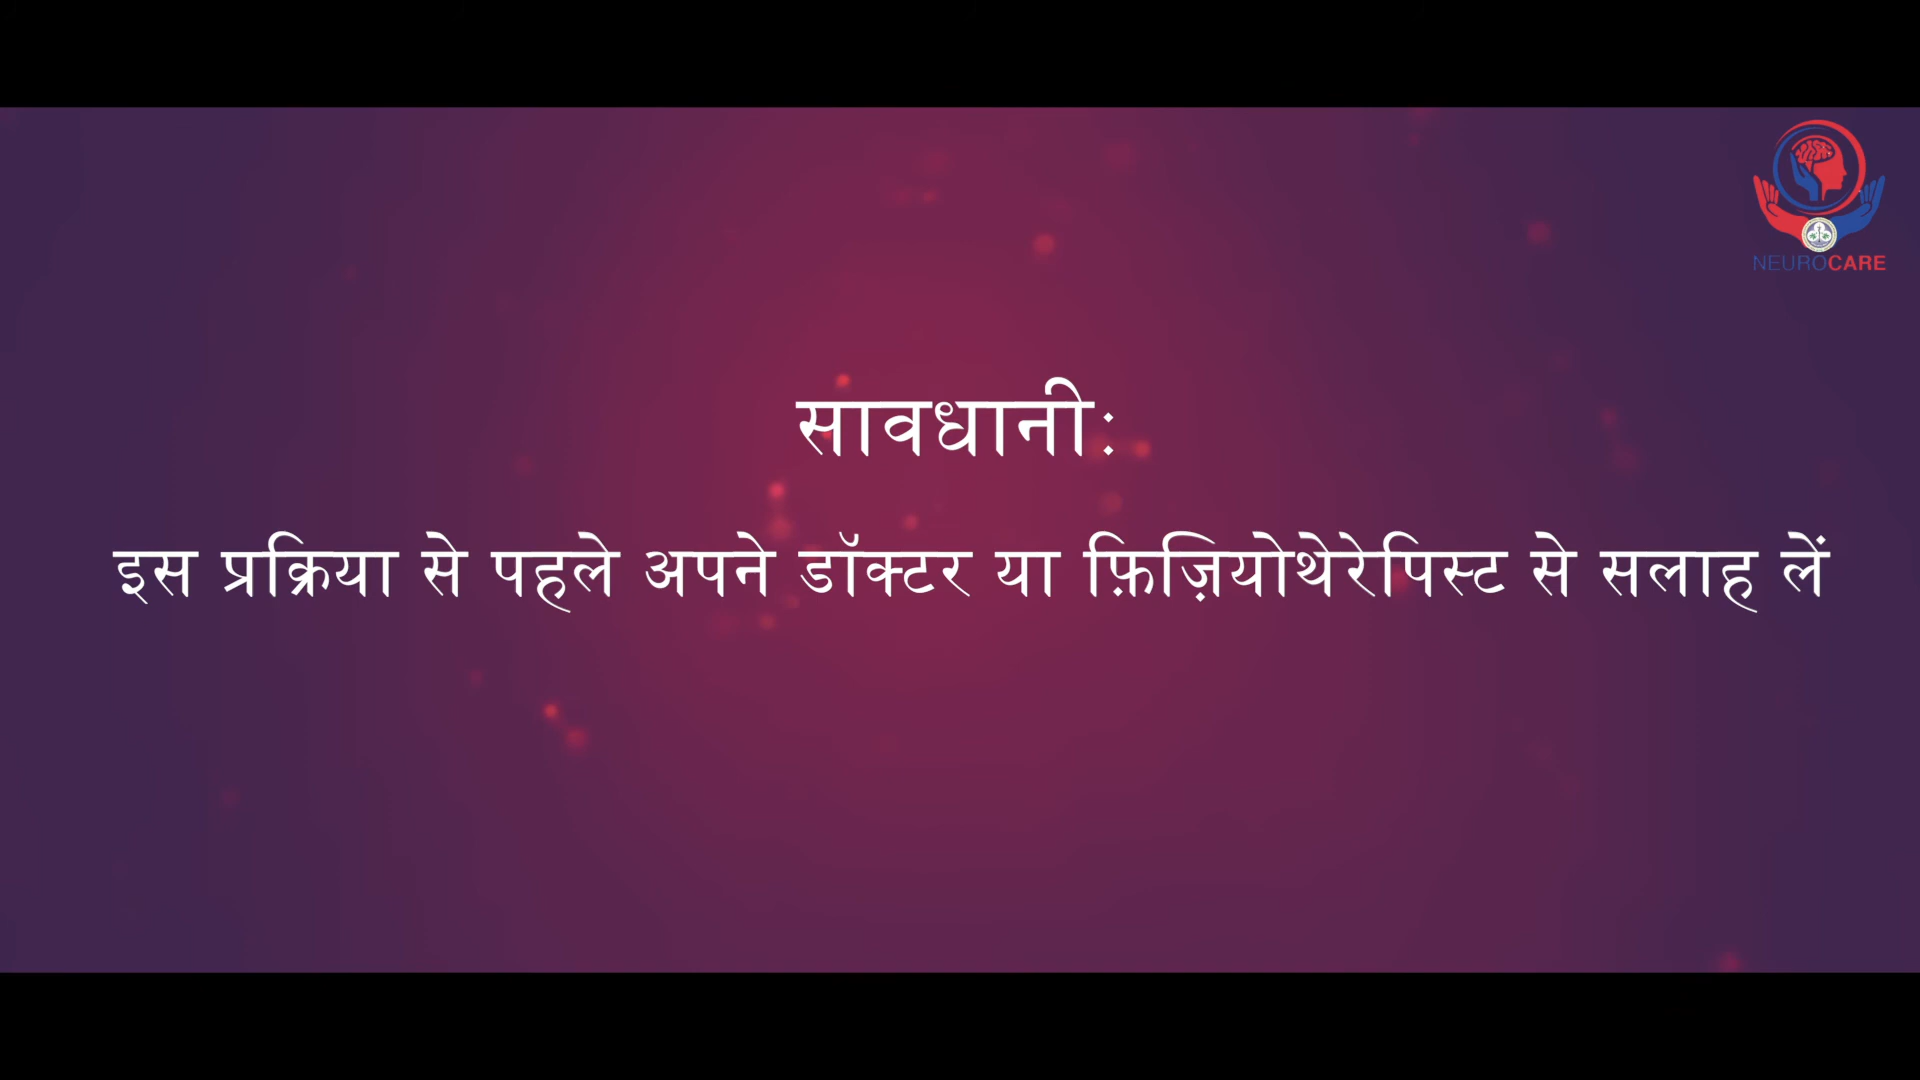 NEUROCARE
सावधानी:
इस प्रक्रिया से पहले अपने डॉक्टर या फ़िज़ियोथेरेपिस्ट से सलाह लें